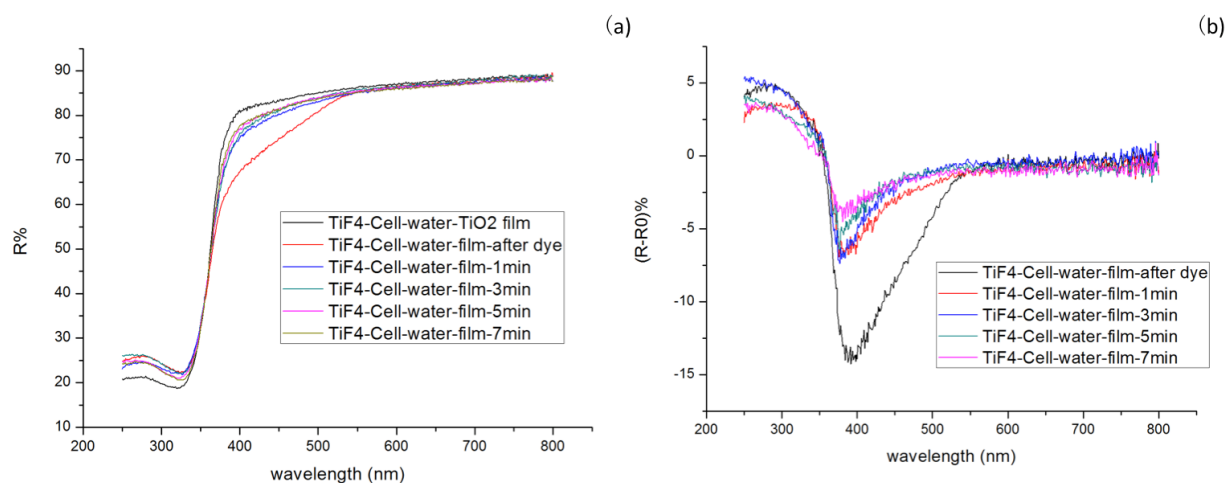 (a)
R%
90
80
70
60
50
40
30
20
10
TiF4-Cell-water-TiO2 film
TiF4-Cell-water-film-after dye
TiF4-Cell-water-film-1min
TiF4-Cell-water-film-3min
TiF4-Cell-water-film-5min
TiF4-Cell-water-film-7min
200 300 400 500 600 700 800
wavelength (nm)
(b)
(R-R0)%
5
0
-5
-10
-15
TiF4-Cell-water-film-after dye
TiF4-Cell-water-film-1min
TiF4-Cell-water-film-3min
TiF4-Cell-water-film-5min
TiF4-Cell-water-film-7min
200 300 400 500 600 700 800
wavelength (nm)